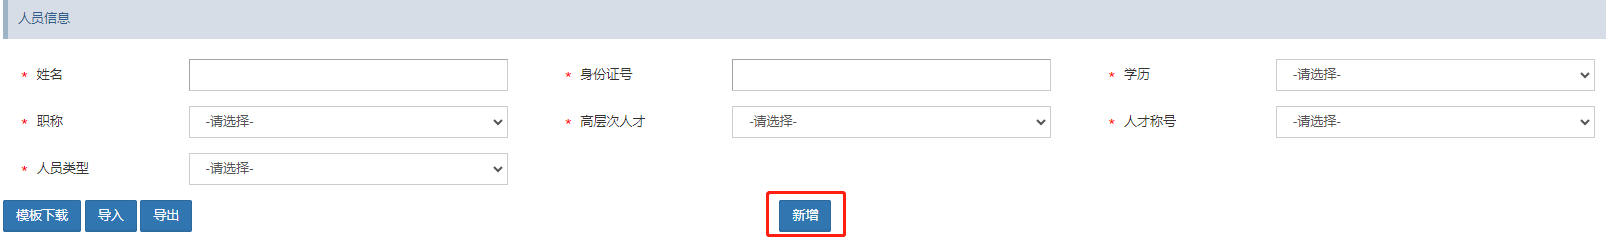 人员信息
* 姓名 * 身份证号 * 学历 -请选择-
* 职称 -请选择- * 高层次人才 -请选择- * 人才称号 -请选择-
* 人员类型 -请选择-
模板下载 导入 导出 新增